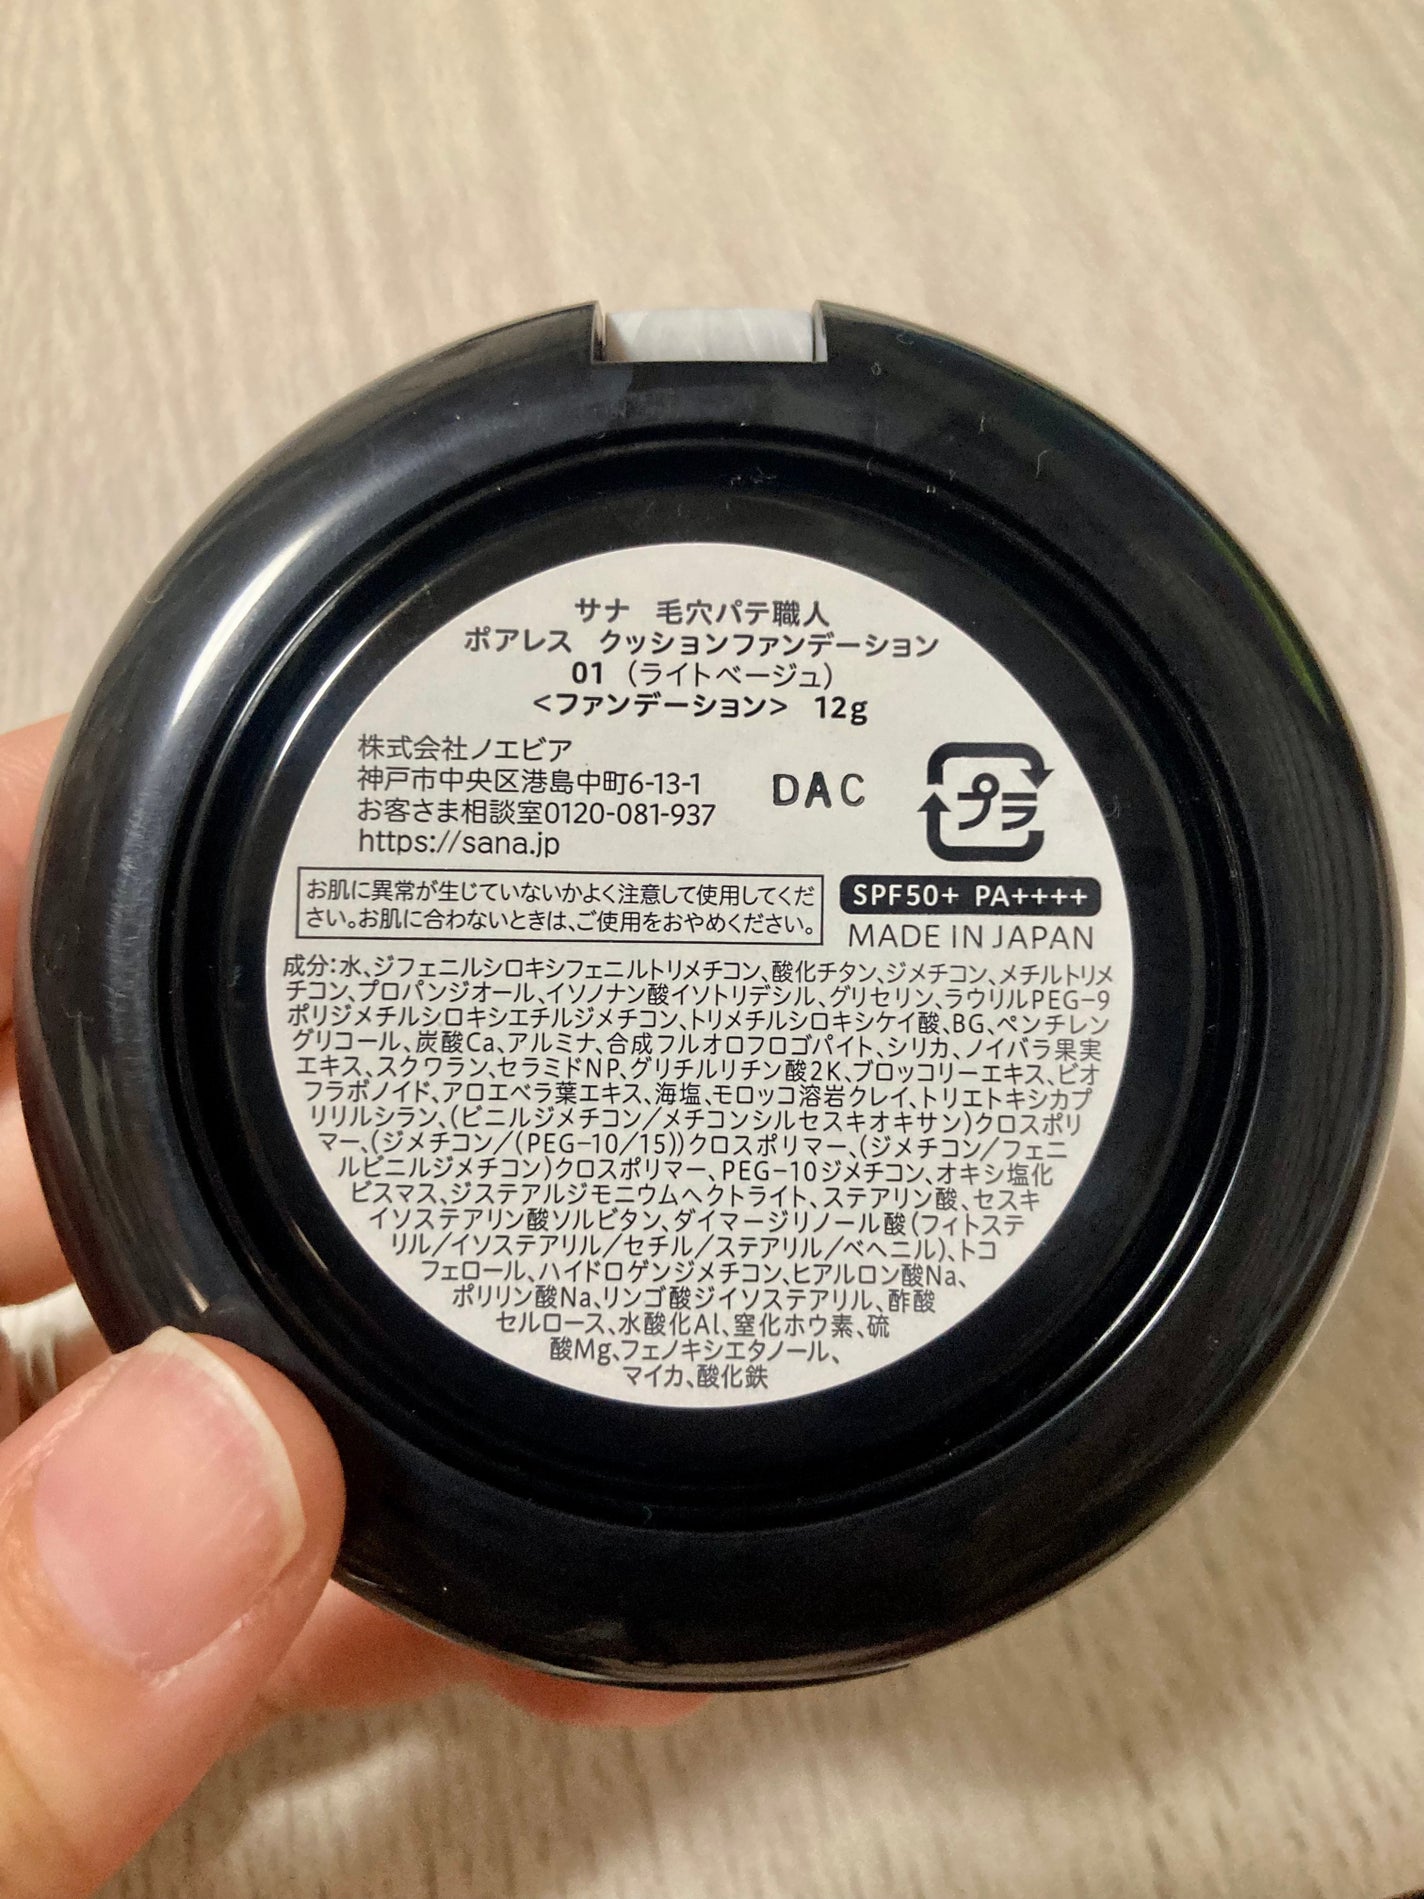 サナ 毛穴パテ職人
ポアレス クッションファンデーション
01（ライトベージュ）
<ファンデーション> 12g
株式会社ノエビア
神戸市中央区港島中町6-13-1
お客さま相談室0120-081-937
https://sana.jp
DAC
プラ
お肌に異常が生じていないかよく注意して使用してくだ
さい。お肌に合わないときは、ご使用をおやめください。
SPF50+ PA++++
MADE IN JAPAN
成分：水、ジフェニルシロキシフェニルトリメチコン、酸化チタン、ジメチコン、メチルトリメ
チコン、プロパンジオール、イソノナン酸イソトリデシル、グリセリン、ラウリルPEG-9
ポリジメチルシロキシエチルジメチコン、トリメチルシロキシケイ酸、BG、ペンチレン
グリコール、炭酸Ca、アルミナ、合成フルオロフロゴパイト、シリカ、ノイバラ果実
エキス、スクワラン、セラミドNP、グリチルリチン酸2K、ブロッコリーエキス、ビオ
フラボノイド、アロエベラ葉エキス、海塩、モロッコ溶岩クレイ、トリエトキシカプ
リリルシラン、（ビニルジメチコン／メチコンシルセスキオキサン）クロスポリ
マー、（ジメチコン／（PEG-10／15））クロスポリマー、（ジメチコン／フェニ
ルビニルジメチコン）クロスポリマー、PEG-10ジメチコン、オキシ塩化
ビスマス、ジステアルジモニウムヘクトライト、ステアリン酸、セスキ
イソステアリン酸ソルビタン、ダイマージリノール酸（フィトステ
リル／イソステアリル／セチル／ステアリル／ベヘニル）、トコ
フェロール、ハイドロゲンジメチコン、ヒアルロン酸Na、
ポリリン酸Na、リンゴ酸ジイソステアリル、酢酸
セルロース、水酸化Al、窒化ホウ素、硫
酸Mg、フェノキシエタノール、
マイカ、酸化鉄